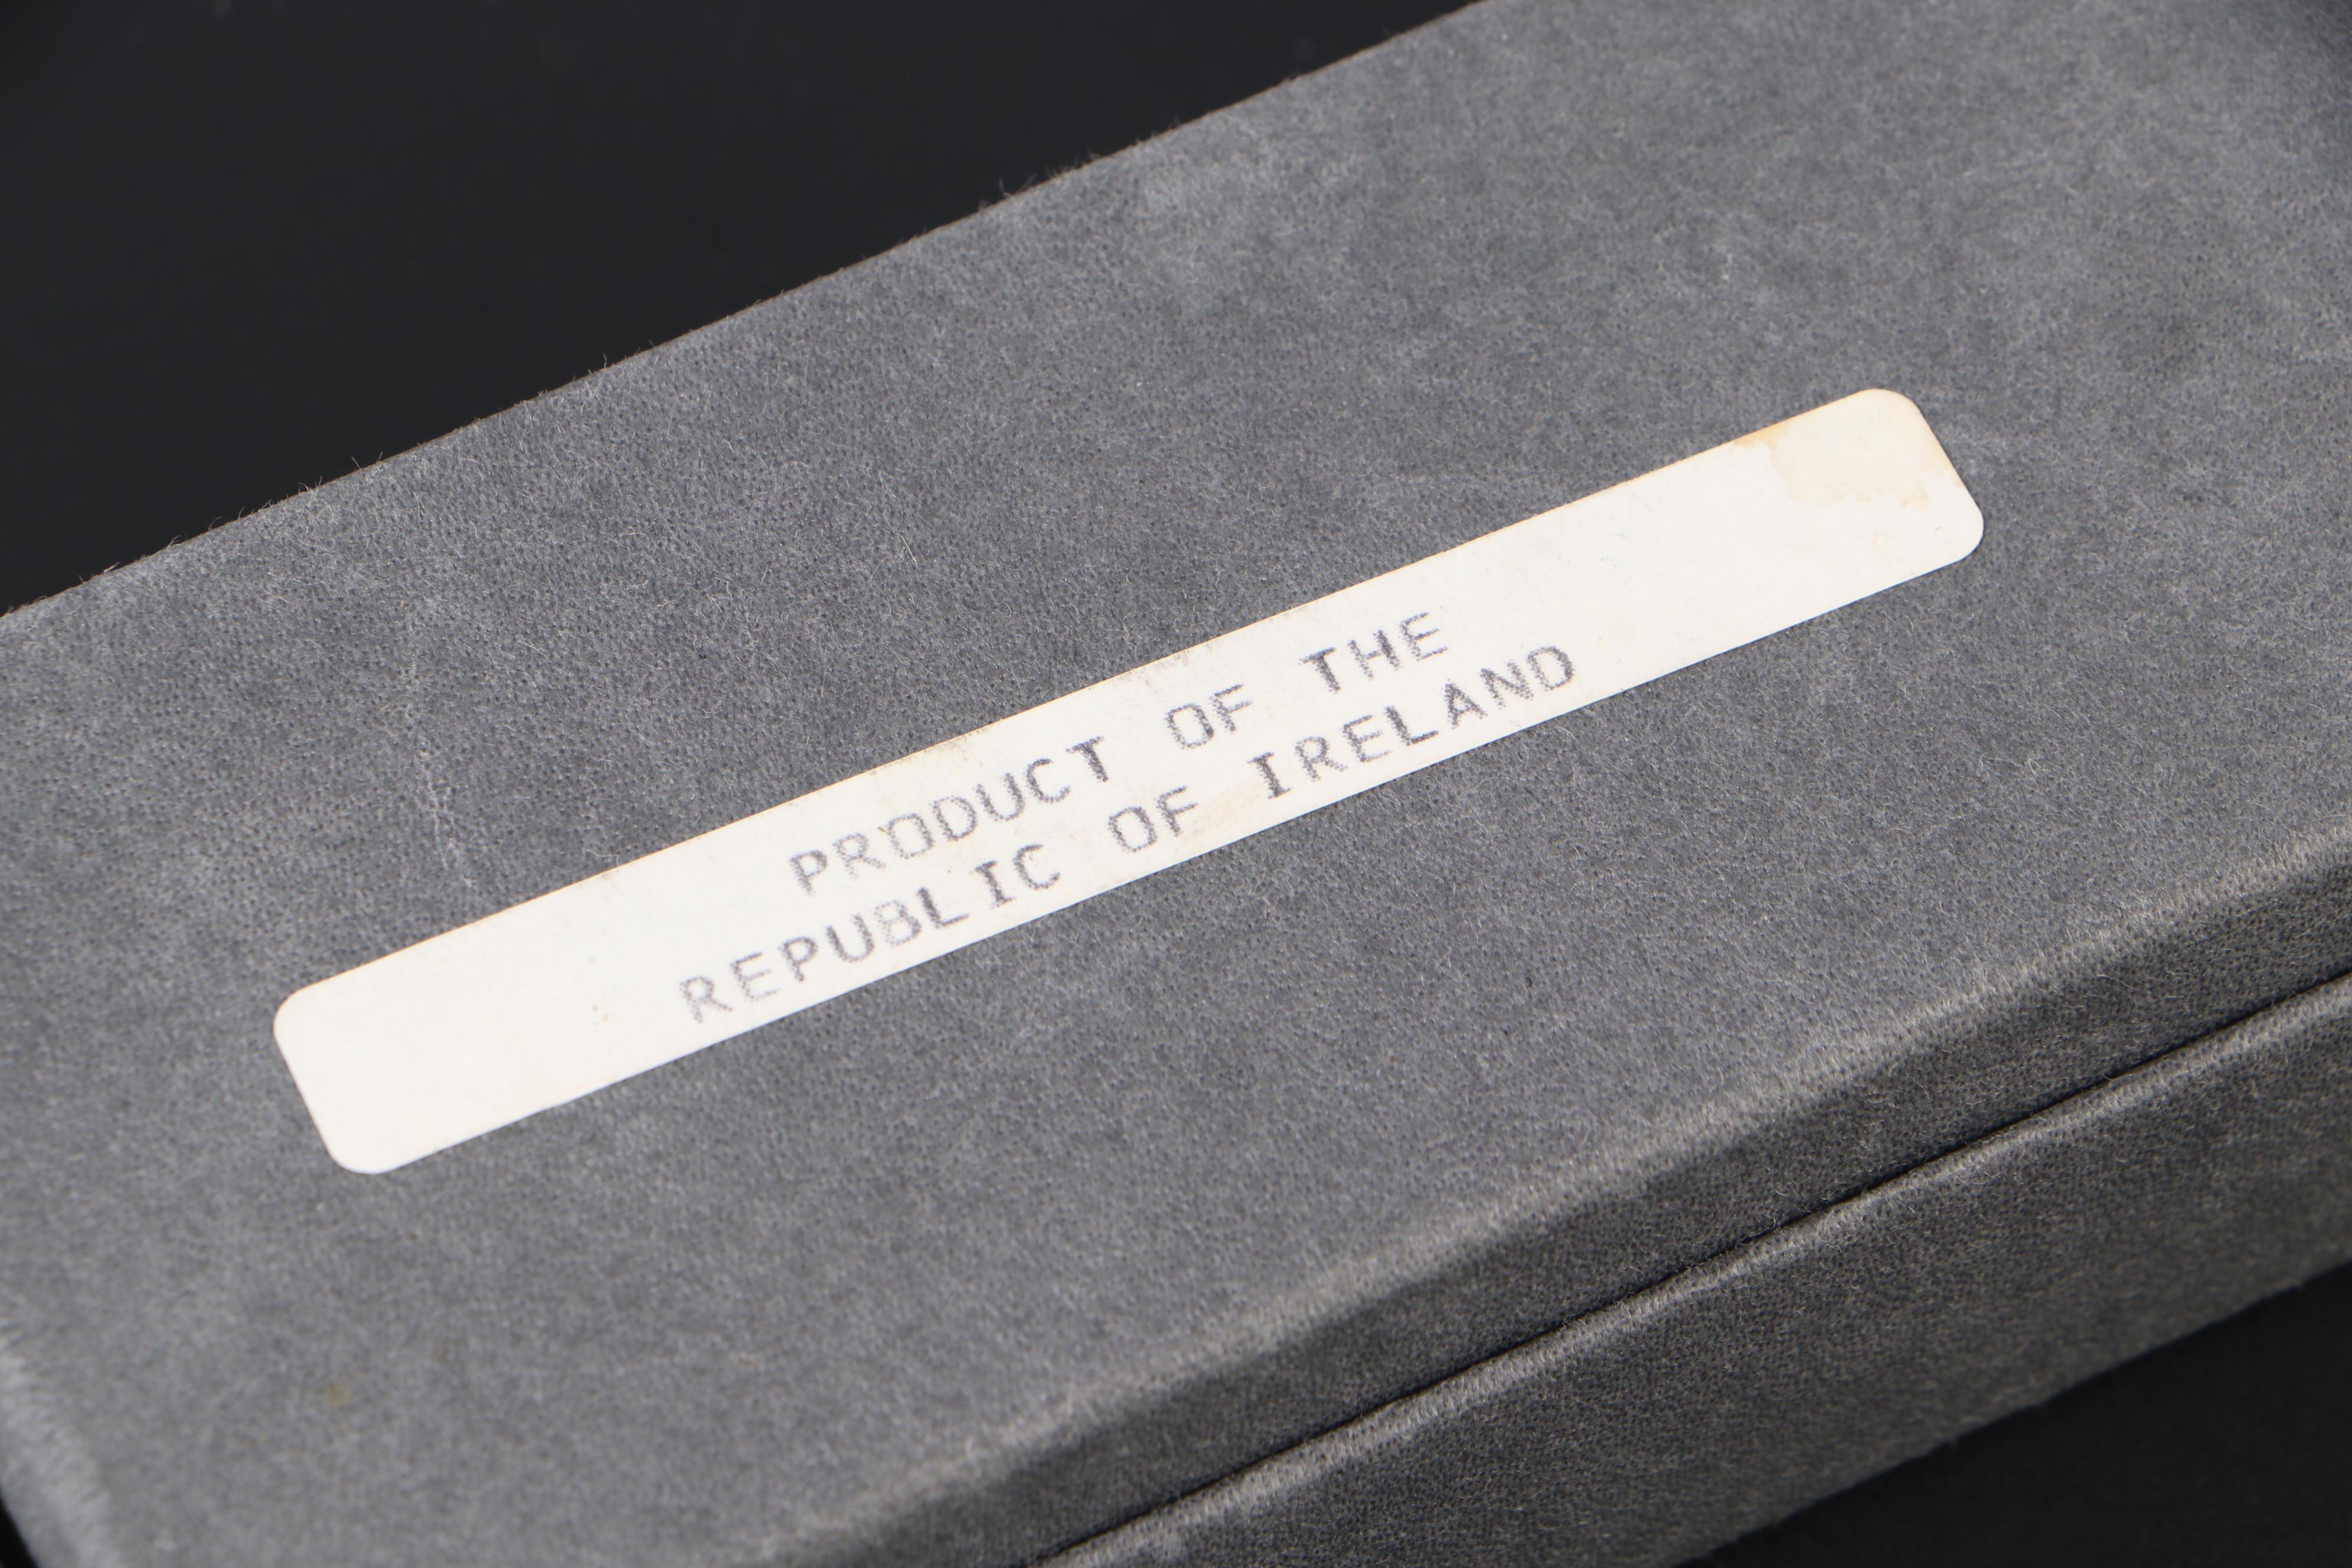 PRODUCT OF THE
REPUBLIC OF IRELAND